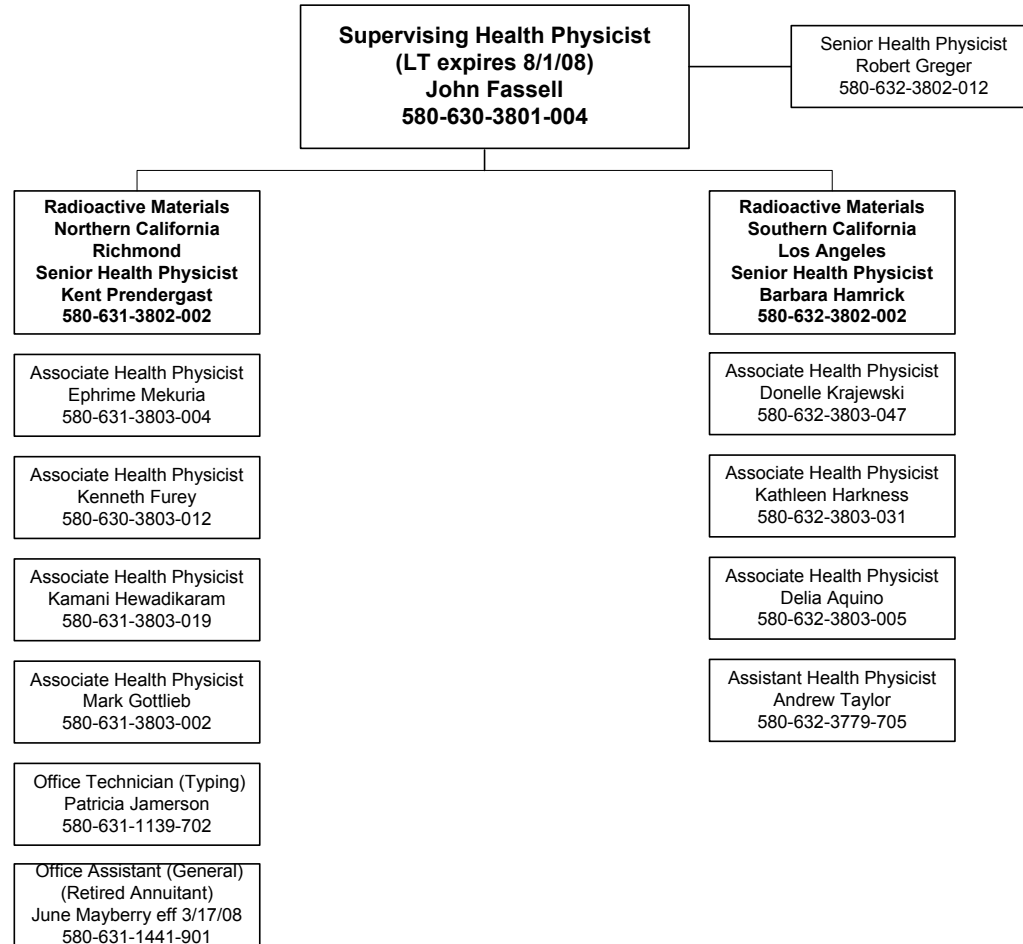 Supervising Health Physicist
(LT expires 8/1/08)
John Fassell
580-630-3801-004
Senior Health Physicist
Robert Greger
580-632-3802-012
Radioactive Materials
Northern California
Richmond
Senior Health Physicist
Kent Prendergast
580-631-3802-002
Associate Health Physicist
Ephrime Mekuria
580-631-3803-004
Associate Health Physicist
Kenneth Furey
580-630-3803-012
Associate Health Physicist
Kamani Hewadikaram
580-631-3803-019
Associate Health Physicist
Mark Gottlieb
580-631-3803-002
Office Technician (Typing)
Patricia Jamerson
580-631-1139-702
Office Assistant (General)
(Retired Annuitant)
June Mayberry eff 3/17/08
580-631-1441-901
Radioactive Materials
Southern California
Los Angeles
Senior Health Physicist
Barbara Hamrick
580-632-3802-002
Associate Health Physicist
Donelle Krajewski
580-632-3803-047
Associate Health Physicist
Kathleen Harkness
580-632-3803-031
Associate Health Physicist
Delia Aquino
580-632-3803-005
Assistant Health Physicist
Andrew Taylor
580-632-3779-705